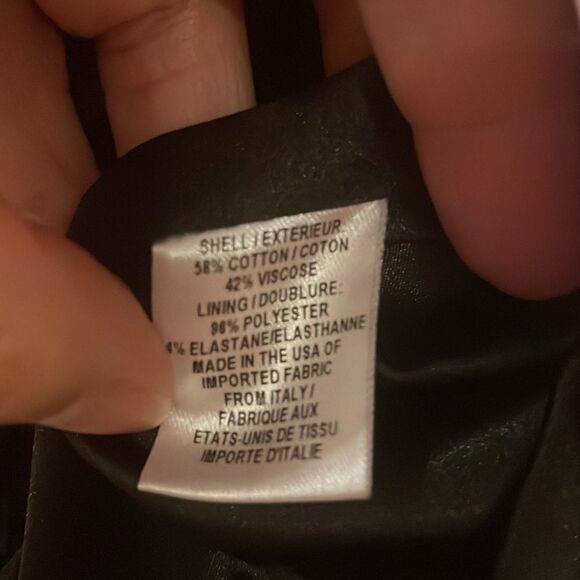 SHELL / EXTERIEUR
58% COTTON / COTON
42% VISCOSE
LINING / DOUBLURE:
96% POLYESTER
4% ELASTANE/ELASTHANNE
MADE IN THE USA OF
IMPORTED FABRIC
FROM ITALY /
FABRIQUE AUX
ETATS-UNIS DE TISSU
IMPORTE D'ITALIE